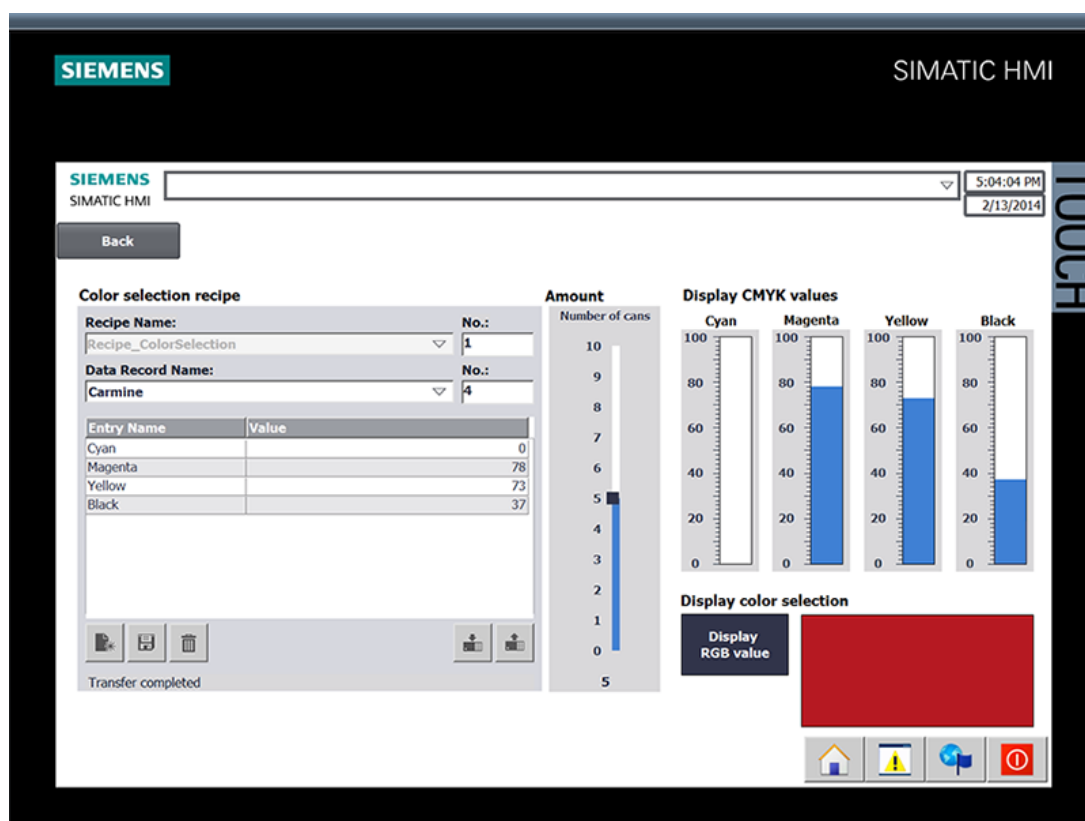 SIEMENS
SIMATIC HMI
TOUCH
SIEMENS
SIMATIC HMI
5:04:04 PM
2/13/2014
Back
Color selection recipe
Recipe Name:
No.:
Recipe_ColorSelection
1
Data Record Name:
No.:
Carmine
4
Entry Name Value
Cyan 0
Magenta 78
Yellow 73
Black 37
Transfer completed
Amount
Number of cans
10
9
8
7
6
5
4
3
2
1
0
5
Display CMYK values
Cyan Magenta Yellow Black
100 100 100 100
80 80 80 80
60 60 60 60
40 40 40 40
20 20 20 20
0 0 0 0
Display color selection
Display
RGB value